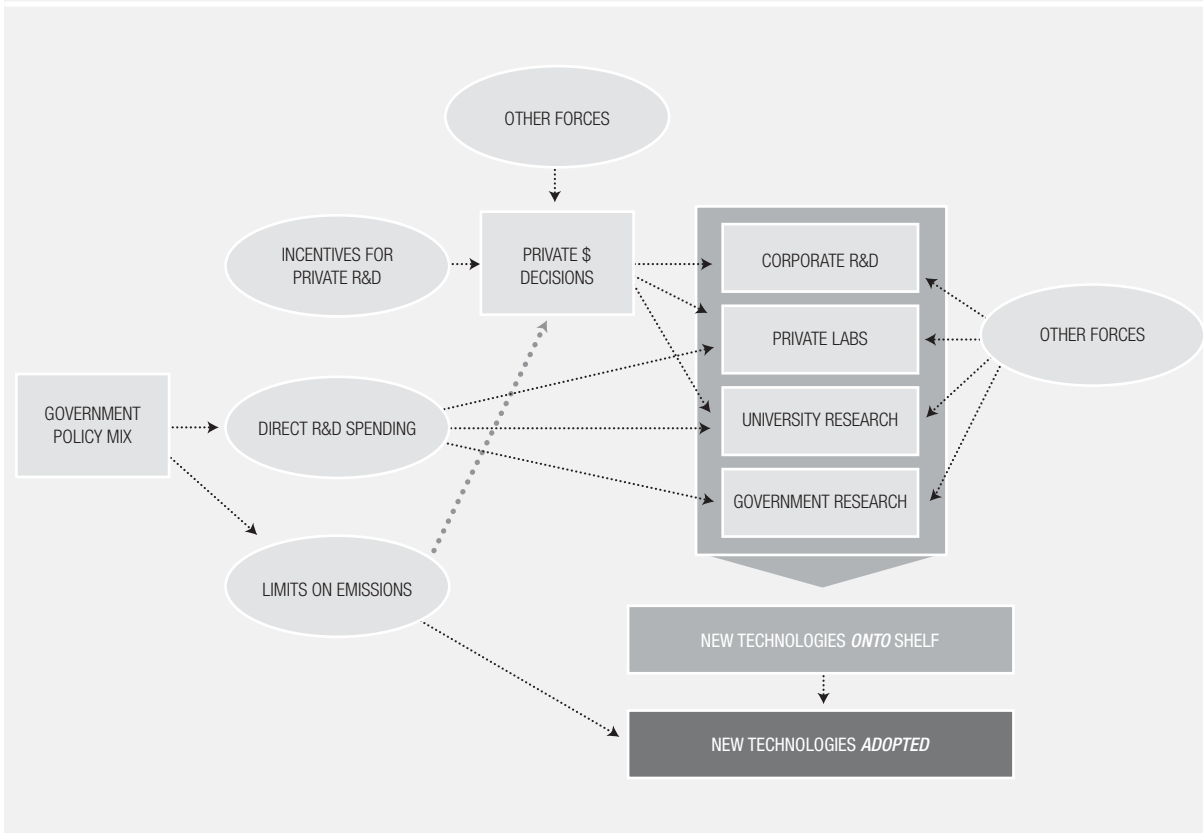 OTHER FORCES
INCENTIVES FOR
PRIVATE R&D
PRIVATE $
DECISIONS
CORPORATE R&D
PRIVATE LABS
OTHER FORCES
GOVERNMENT
POLICY MIX
DIRECT R&D SPENDING
UNIVERSITY RESEARCH
GOVERNMENT RESEARCH
LIMITS ON EMISSIONS
NEW TECHNOLOGIES ONTO SHELF
NEW TECHNOLOGIES ADOPTED